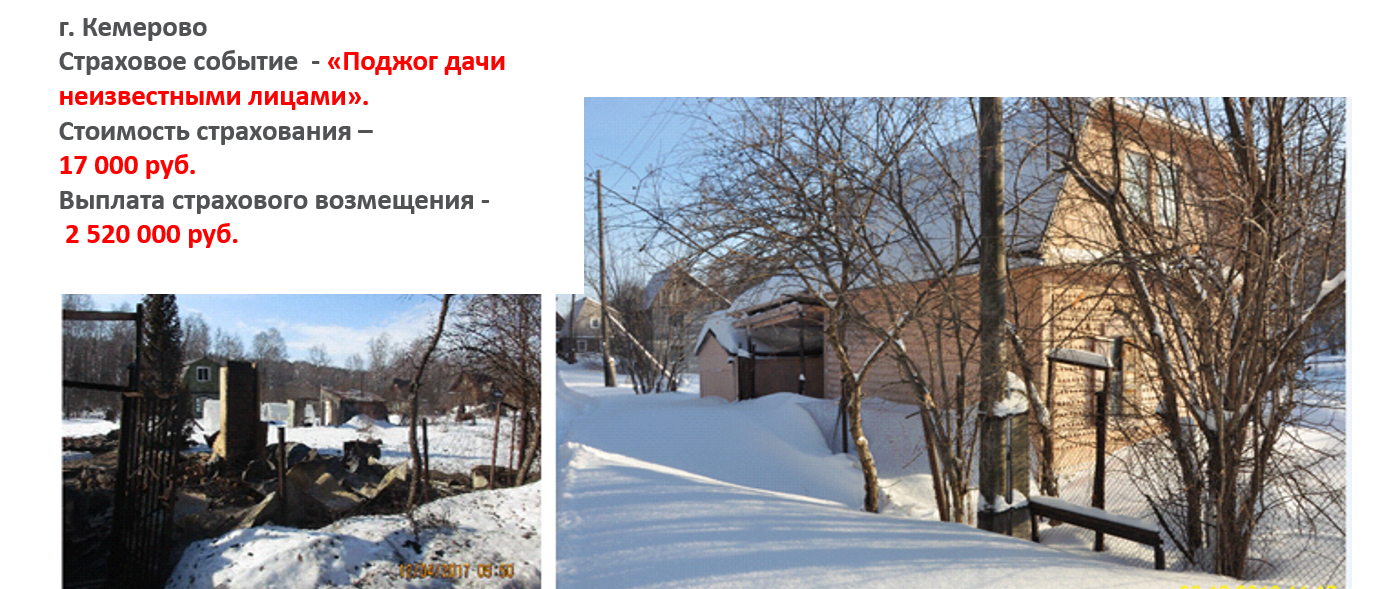 г. Кемерово
Страховое событие - «Поджог дачи
неизвестными лицами».
Стоимость страхования –
17 000 руб.
Выплата страхового возмещения -
2 520 000 руб.